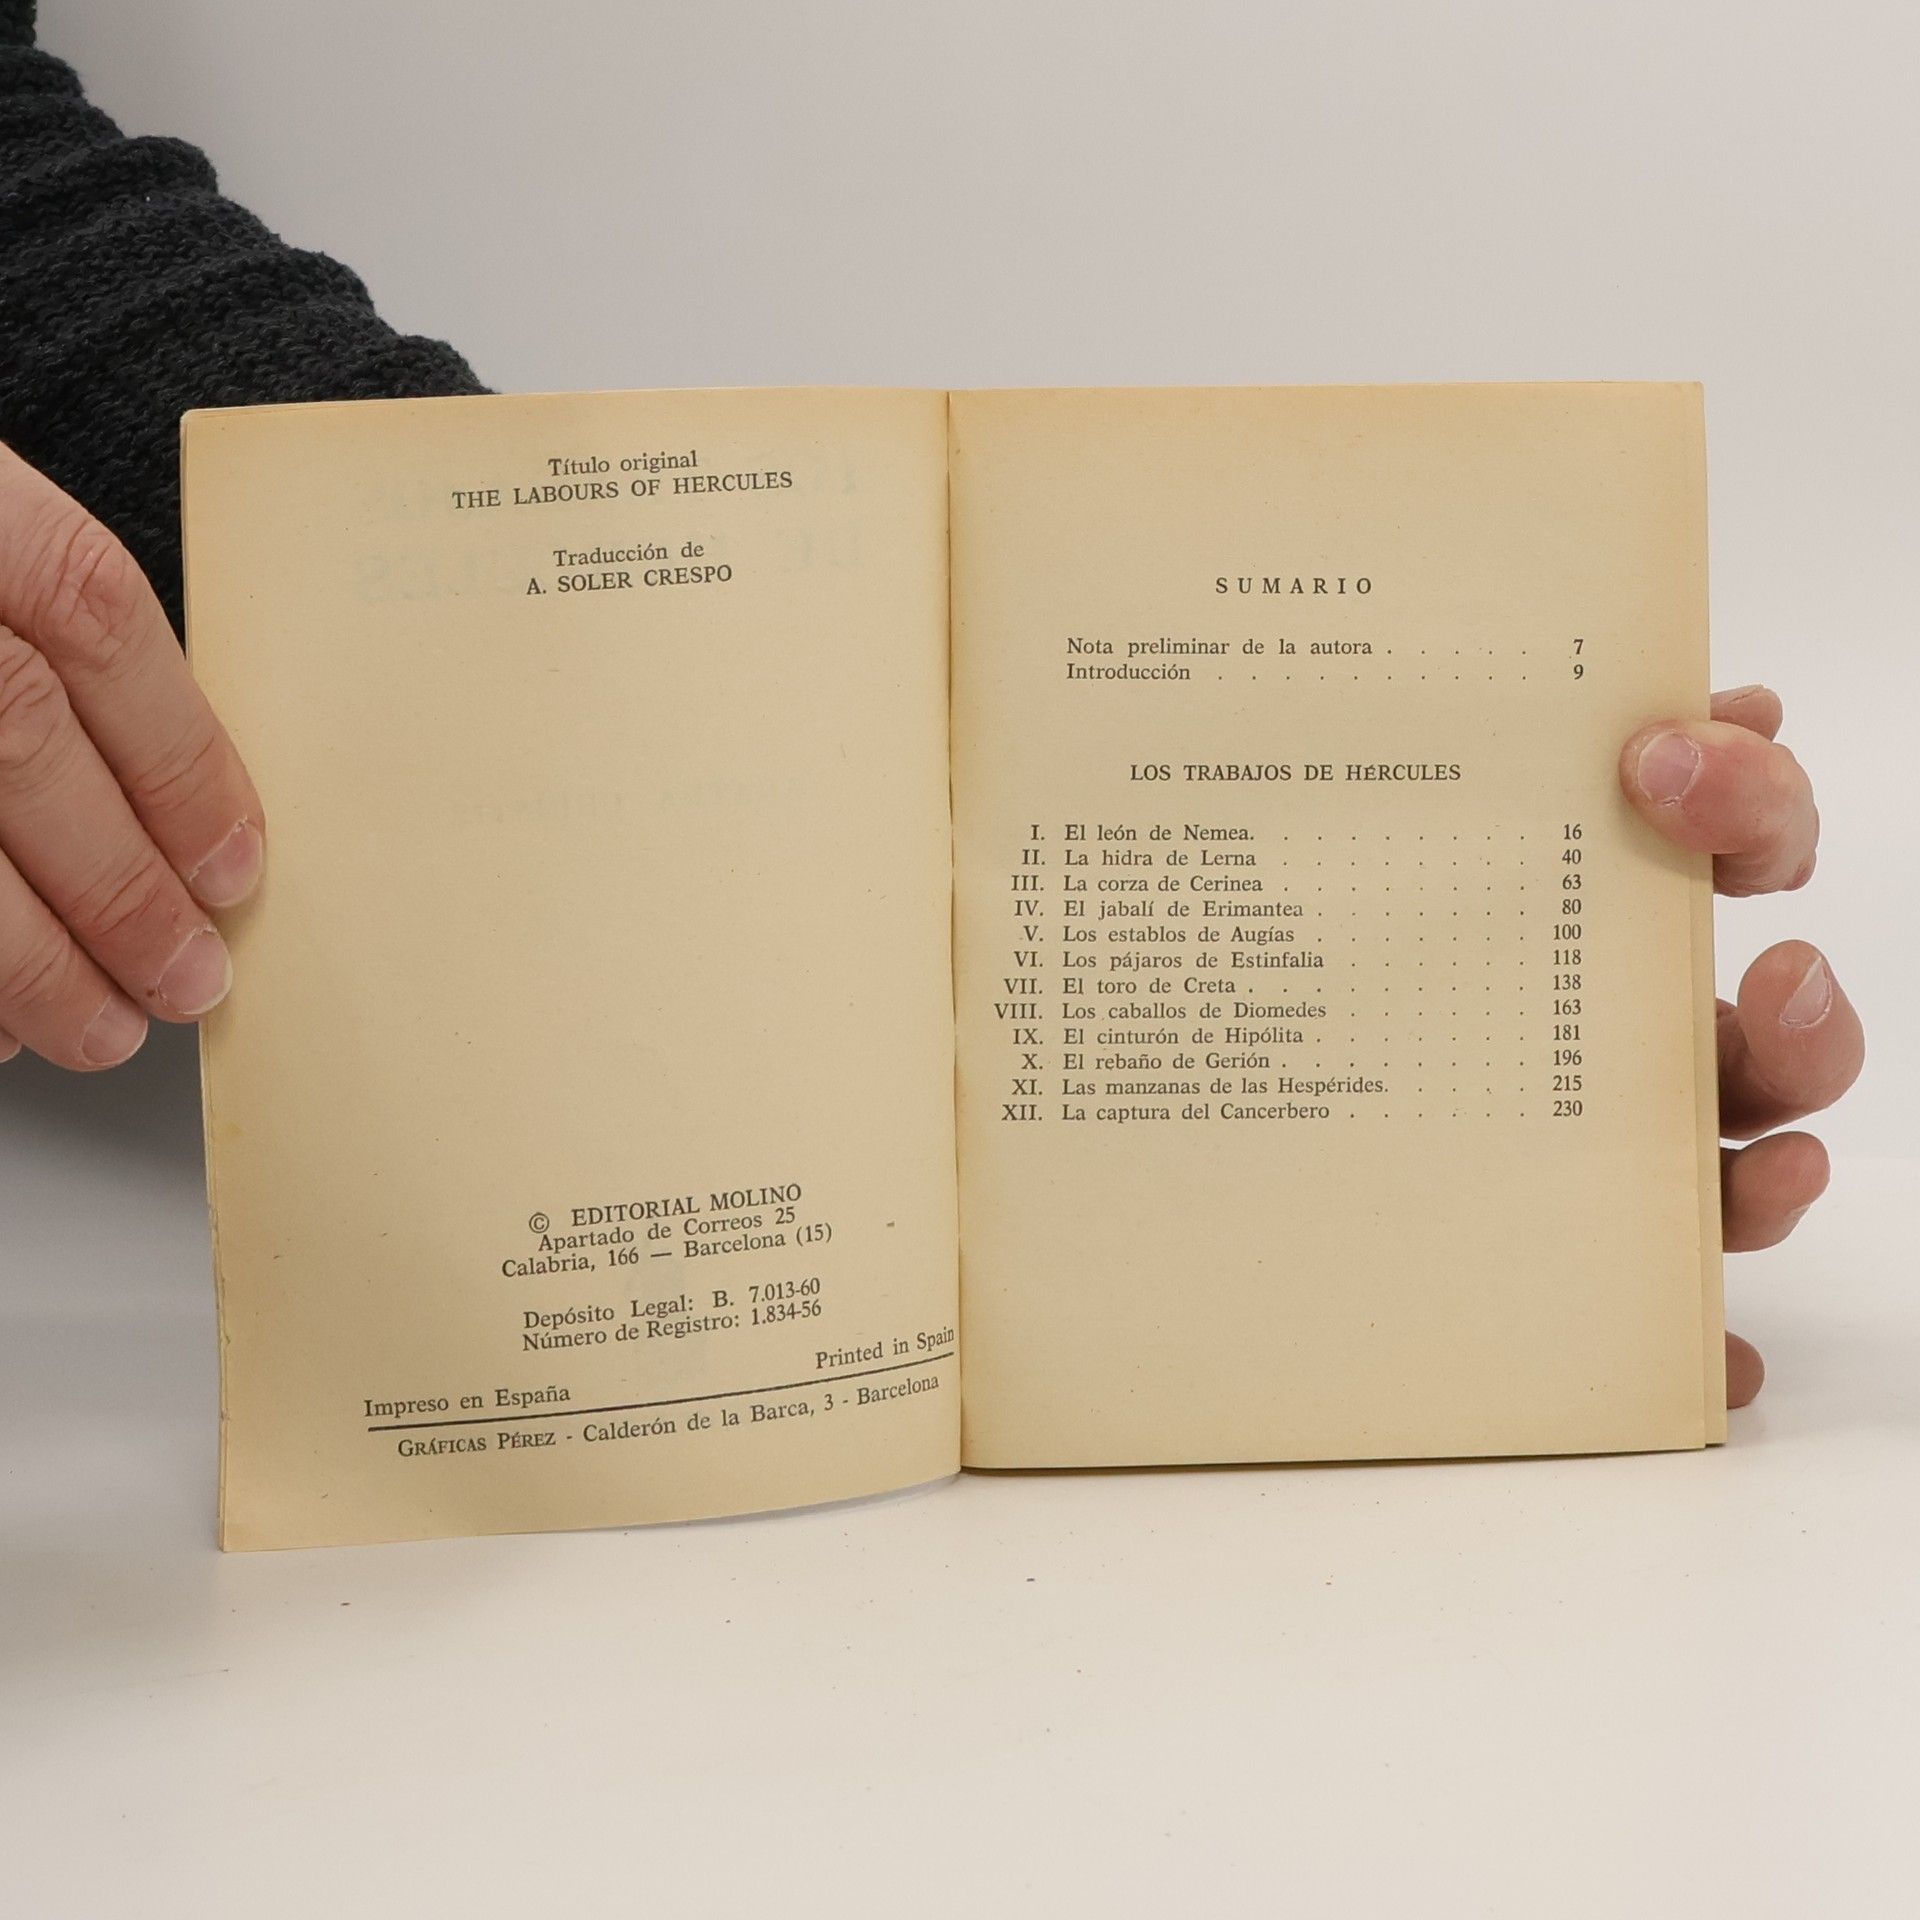 Título original
THE LABOURS OF HERCULES
Traducción de
A. SOLER CRESPO
© EDITORIAL MOLINO
Apartado de Correos 25
Calabria, 166 — Barcelona (15)
Depósito Legal: B. 7.013-60
Número de Registro: 1.834-56
Impreso en España Printed in Spain
GRÁFICAS PÉREZ - Calderón de la Barca, 3 - Barcelona
SUMARIO
Nota preliminar de la autora . . . . . 7
Introducción . . . . . . . . . . 9
LOS TRABAJOS DE HÉRCULES
I. El león de Nemea. . . . . . . . . 16
II. La hidra de Lerna . . . . . . . . 40
III. La corza de Cerinea . . . . . . . . 63
IV. El jabalí de Erimantea . . . . . . . 80
V. Los establos de Augías . . . . . . . 100
VI. Los pájaros de Estinfalia . . . . . . 118
VII. El toro de Creta . . . . . . . . . 138
VIII. Los caballos de Diomedes . . . . . . 163
IX. El cinturón de Hipólita . . . . . . . 181
X. El rebaño de Gerión . . . . . . . . 196
XI. Las manzanas de las Hespérides. . . . . 215
XII. La captura del Cancerbero . . . . . . 230